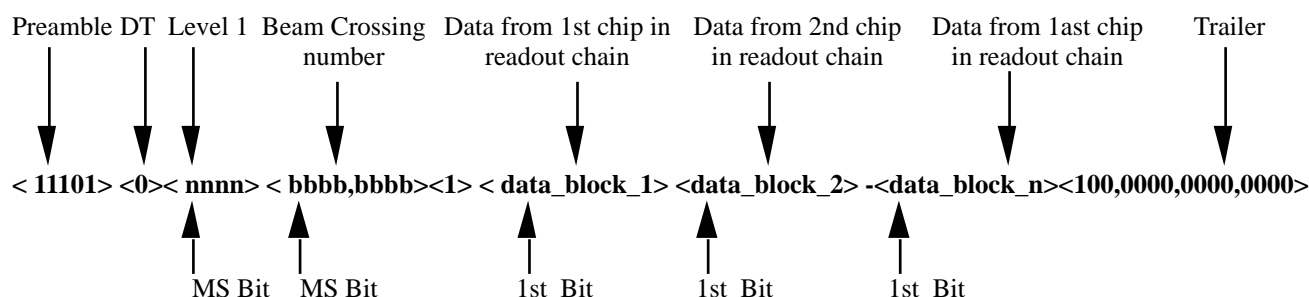 Preamble DT Level 1 Beam Crossing number Data from 1st chip in readout chain Data from 2nd chip in readout chain Data from 1ast chip in readout chain Trailer
< 11101> <0>< nnnn> < bbbb,bbbb><1> < data_block_1> <data_block_2> -<data_block_n><100,0000,0000,0000>
MS Bit MS Bit 1st Bit 1st Bit 1st Bit